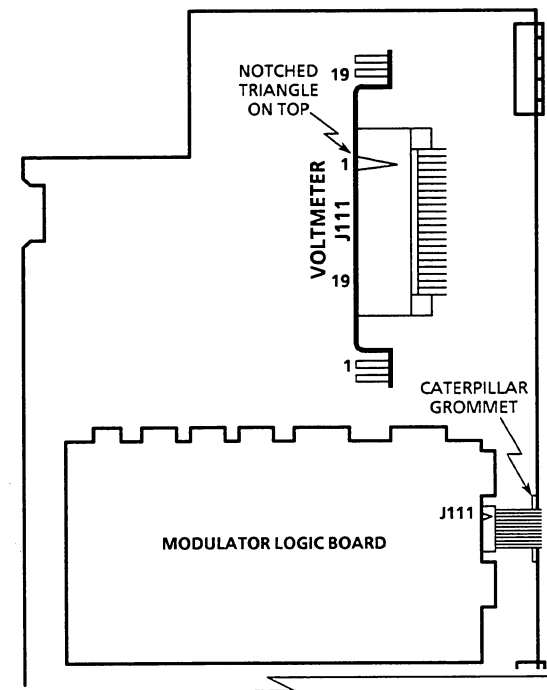 NOTCHED
TRIANGLE
ON TOP
19
1
VOLTMETER
J111
19
1
CATERPILLAR
GROMMET
J111
MODULATOR LOGIC BOARD